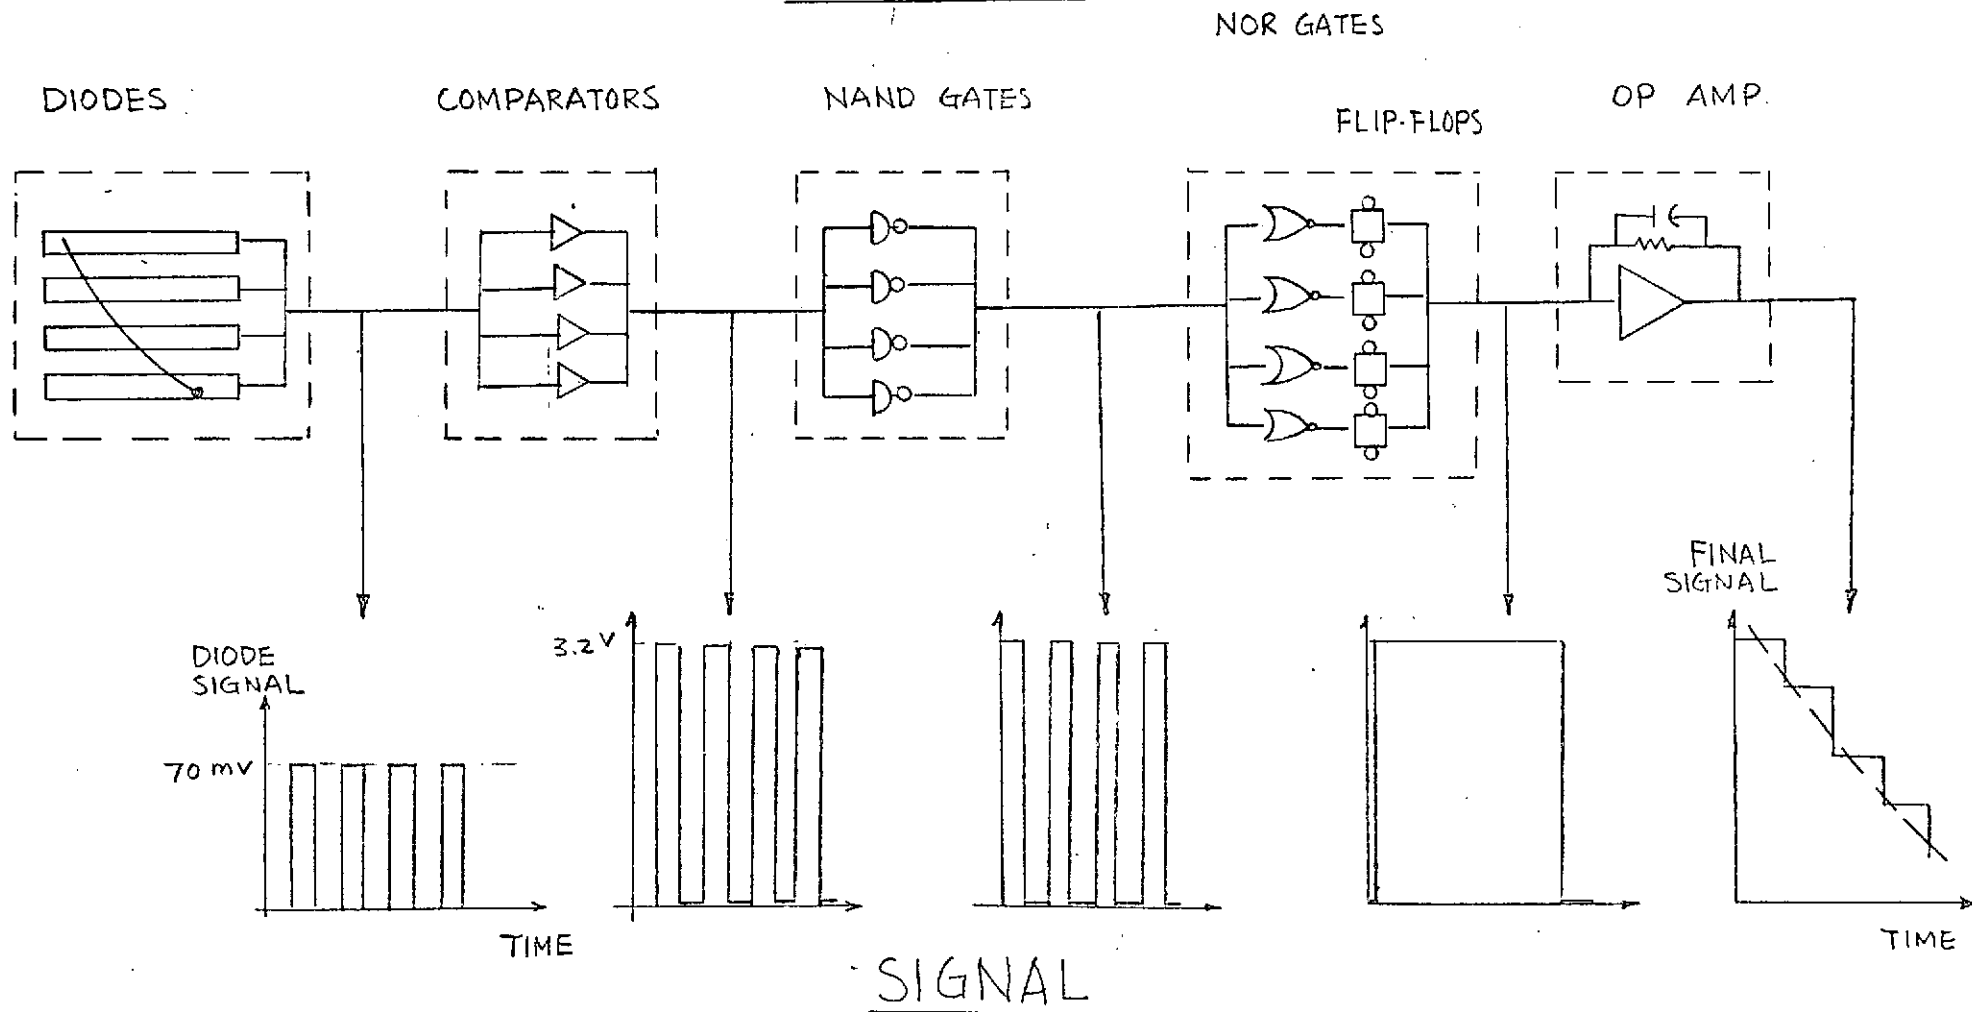 NOR GATES
DIODES
COMPARATORS
NAND GATES
FLIP-FLOPS
OP AMP.
FINAL
SIGNAL
3.2 V
DIODE
SIGNAL
70 mV
TIME
TIME
SIGNAL